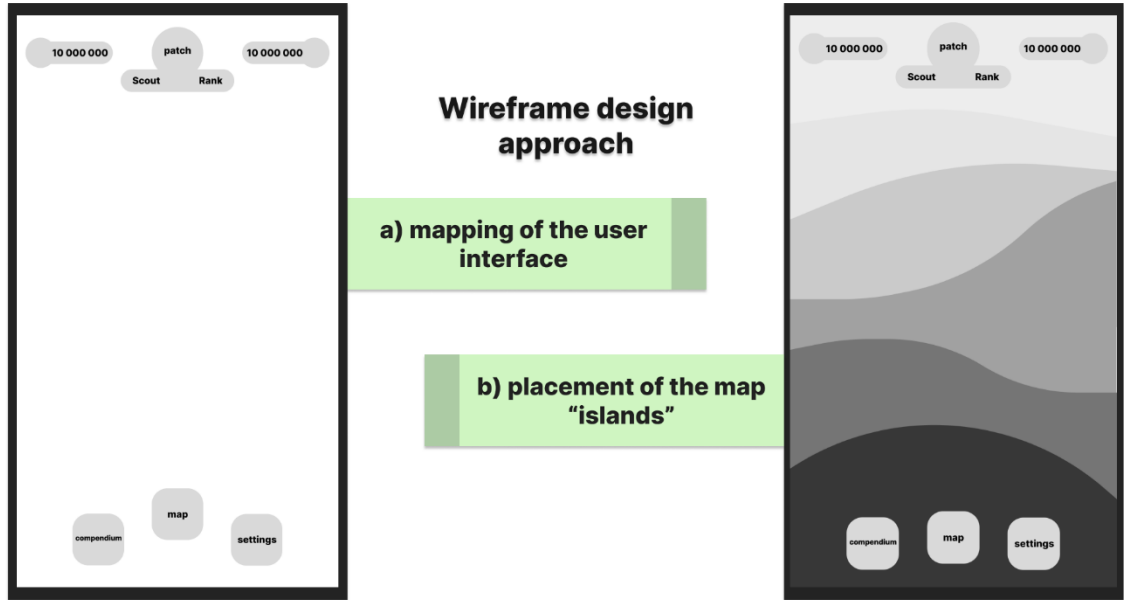 10 000 000
patch
10 000 000
Scout
Rank
Wireframe design
approach
a) mapping of the user
interface
b) placement of the map
“islands”
map
compendium
settings
10 000 000
patch
10 000 000
Scout
Rank
compendium
map
settings